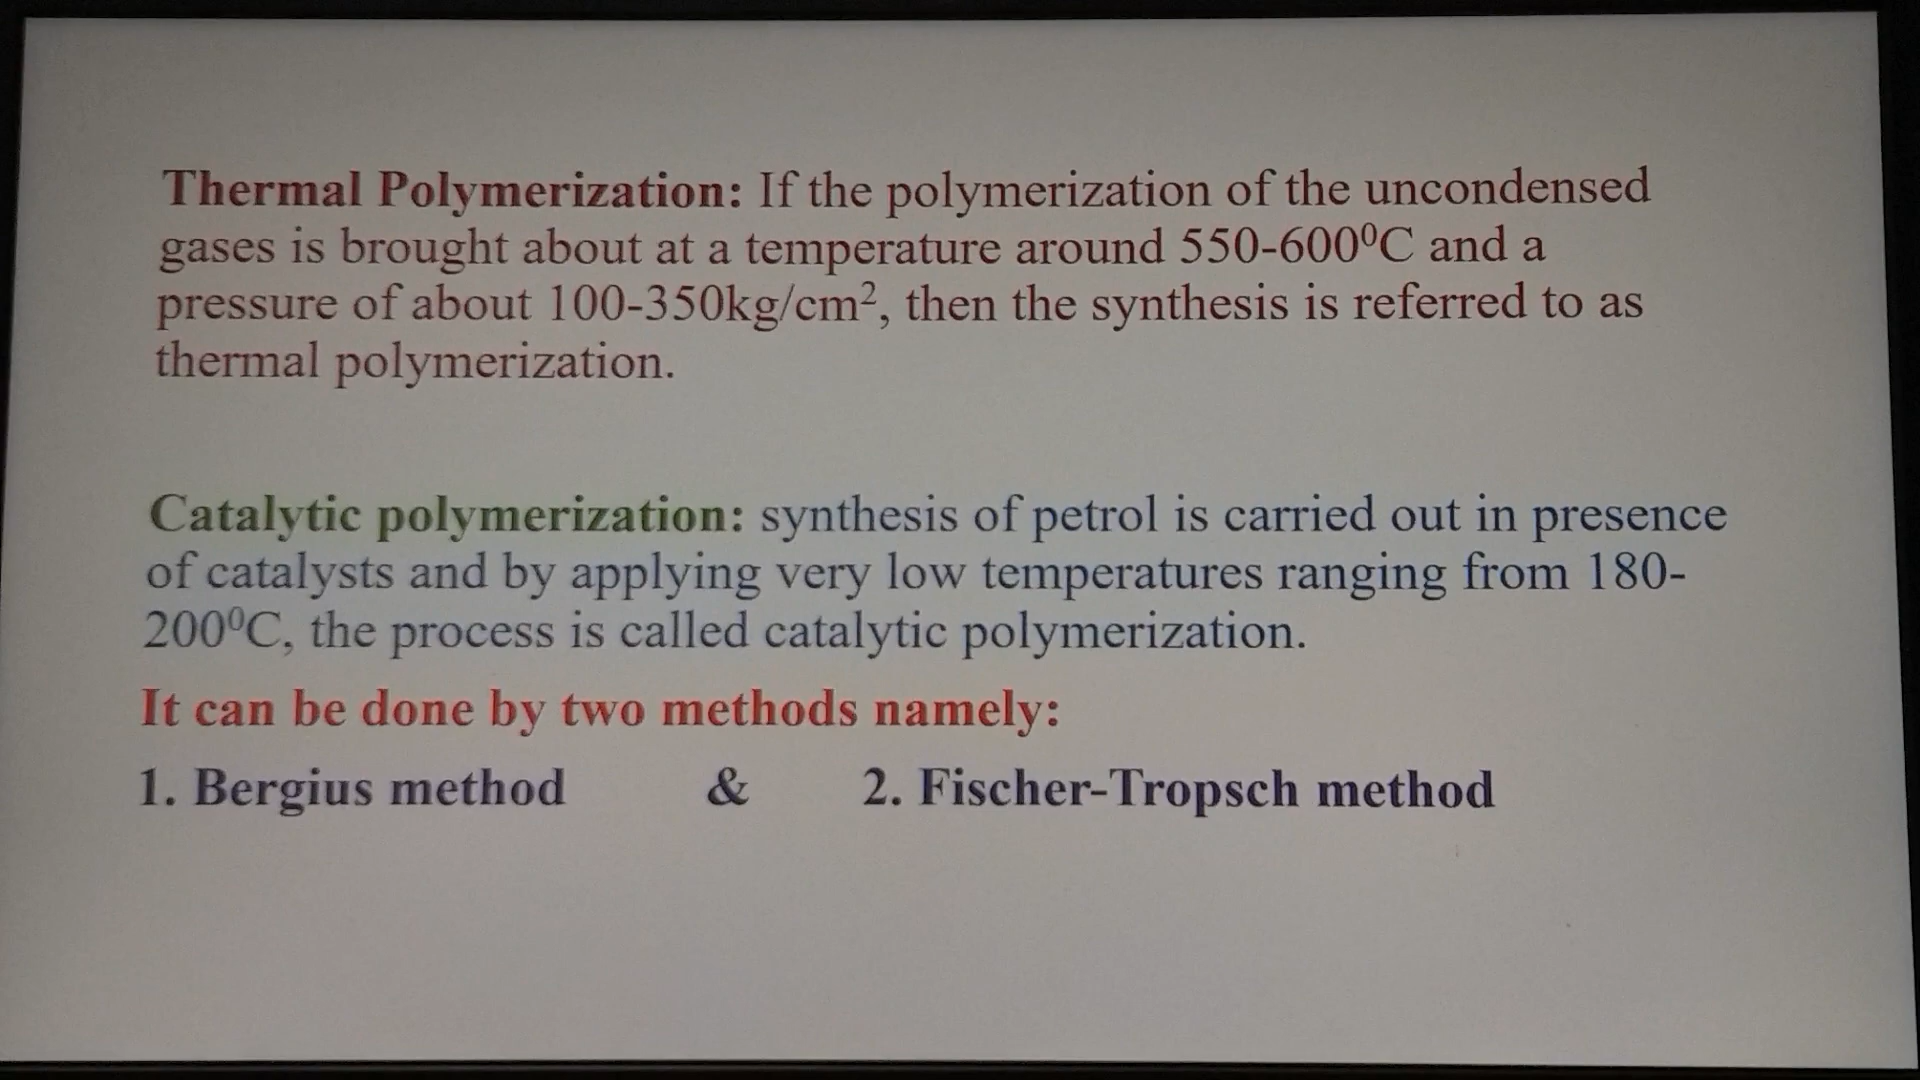 Thermal Polymerization: If the polymerization of the uncondensed
gases is brought about at a temperature around 550-600⁰C and a
pressure of about 100-350kg/cm², then the synthesis is referred to as
thermal polymerization.
Catalytic polymerization: synthesis of petrol is carried out in presence
of catalysts and by applying very low temperatures ranging from 180-
200⁰C, the process is called catalytic polymerization.
It can be done by two methods namely:
1. Bergius method & 2. Fischer-Tropsch method